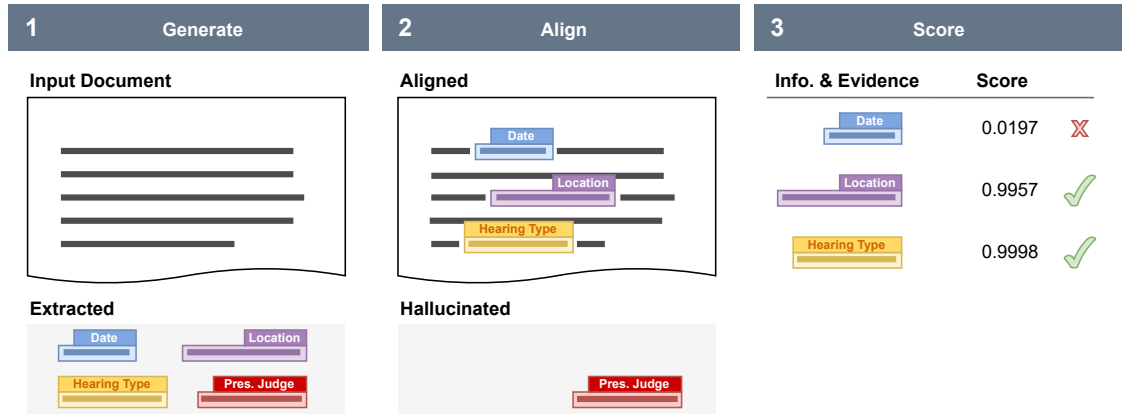 1 Generate
Input Document
Extracted
Date
Location
Hearing Type
Pres. Judge
2 Align
Aligned
Date
Location
Hearing Type
Hallucinated
Pres. Judge
3 Score
Info. & Evidence Score
Date 0.0197
Location 0.9957
Hearing Type 0.9998